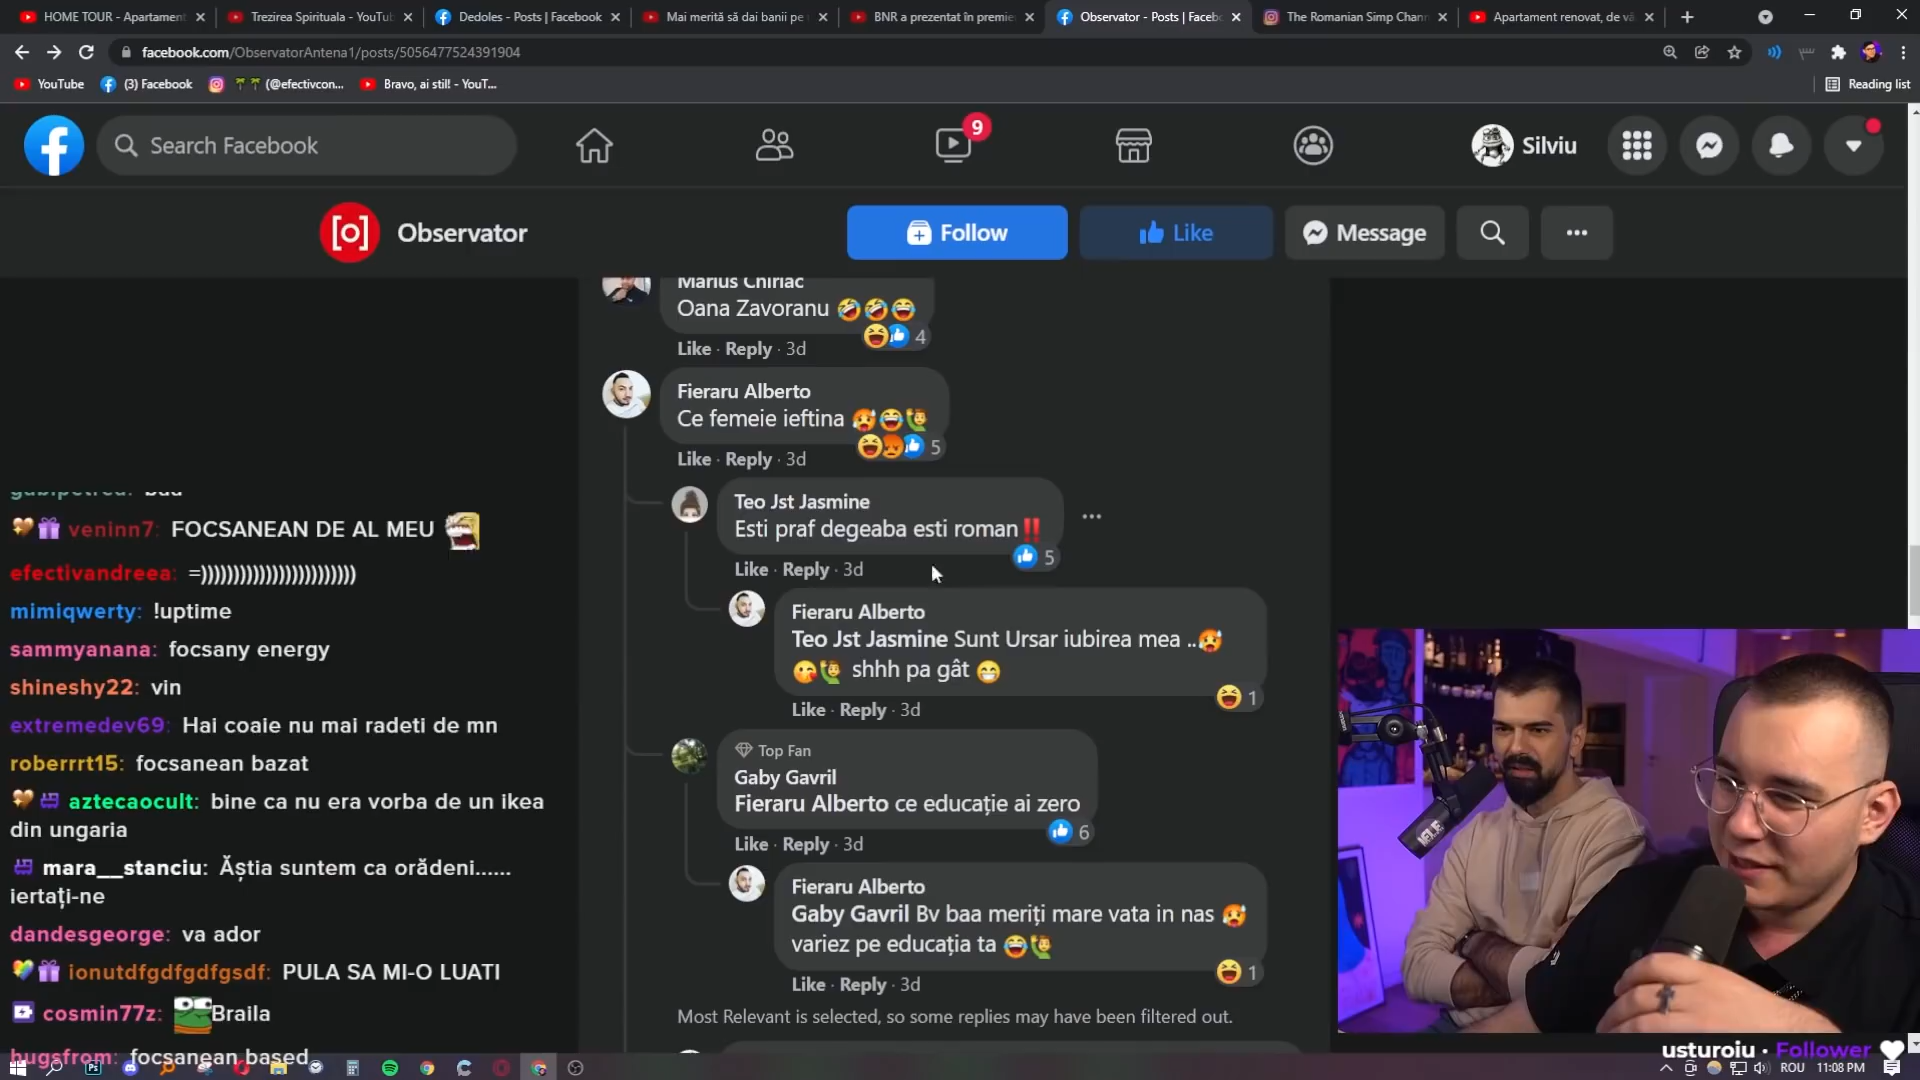 HOME TOUR - Apartament
Trezirea Spirituala - YouTu
Dedoles - Posts | Facebook
Mai merită să dai banii pe
BNR a prezentat în premie
Observator - Posts | Facebo
The Romanian Simp Chan
Apartament renovat, de vâ
facebook.com/ObservatorAntena1/posts/5056477524391904
YouTube
(3) Facebook
(@efectivcon...
Bravo, ai stil! - YouT...
Reading list
Search Facebook
9
Silviu
[o] Observator
Follow
Like
Message
Marius Chiriac
Oana Zavoranu 🤣🤣😂
4
Like · Reply · 3d
Fieraru Alberto
Ce femeie ieftina 🥵😂🙋
5
Like · Reply · 3d
Teo Jst Jasmine
Esti praf degeaba esti roman‼️
5
Like · Reply · 3d
Fieraru Alberto
Teo Jst Jasmine Sunt Ursar iubirea mea ..🥵
😘🙋 shhh pa gât 😁
1
Like · Reply · 3d
Top Fan
Gaby Gavril
Fieraru Alberto ce educație ai zero
6
Like · Reply · 3d
Fieraru Alberto
Gaby Gavril Bv baa meriți mare vata in nas 🥵
variez pe educația ta 😂🙋
1
Like · Reply · 3d
Most Relevant is selected, so some replies may have been filtered out.
veninn7: FOCSANEAN DE AL MEU
efectivandreea: =)))))))))))))))))))))))
mimiqwerty: !uptime
sammyanana: focsany energy
shineshy22: vin
extremedev69: Hai coaie nu mai radeti de mn
roberrrt15: focsanean bazat
aztecaocult: bine ca nu era vorba de un ikea
din ungaria
mara__stanciu: Ăștia suntem ca orădeni......
iertați-ne
dandesgeorge: va ador
ionutdfgdfgdfgsdf: PULA SA MI-O LUATI
cosmin77z: Braila
hugsfrom: focsanean based
usturoiu · Follower
ROU 11:08 PM